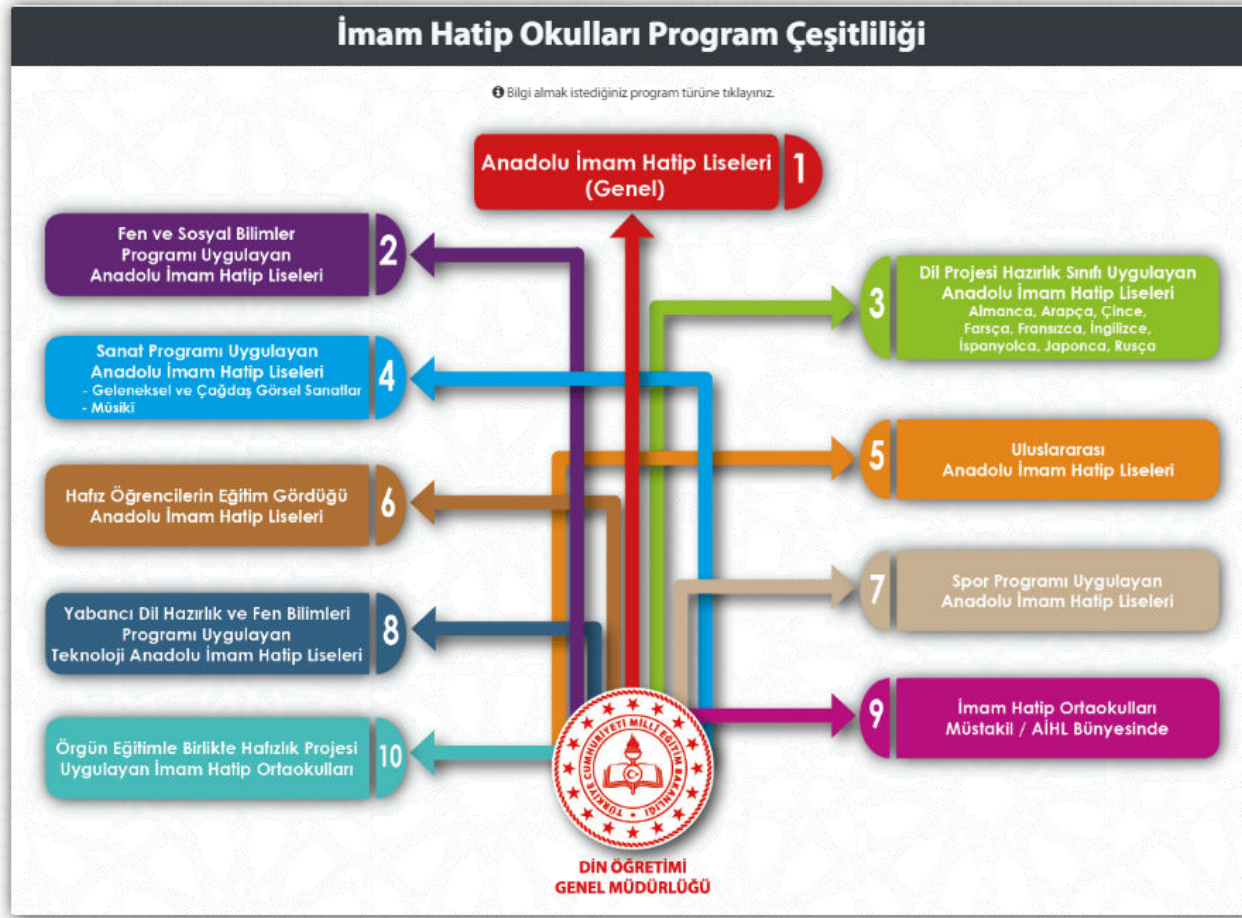 İmam Hatip Okulları Program Çeşitliliği
Bilgi almak istediğiniz program türüne tıklayınız.
Anadolu İmam Hatip Liseleri
(Genel)
1
Fen ve Sosyal Bilimler
Programı Uygulayan
Anadolu İmam Hatip Liseleri
2
Dil Projesi Hazırlık Sınıfı Uygulayan
Anadolu İmam Hatip Liseleri
Almanca, Arapça, Çince,
Farsça, Fransızca, İngilizce,
İspanyolca, Japonca, Rusça
3
Sanat Programı Uygulayan
Anadolu İmam Hatip Liseleri
- Geleneksel ve Çağdaş Görsel Sanatlar
- Mûsikî
4
Uluslararası
Anadolu İmam Hatip Liseleri
5
Hafız Öğrencilerin Eğitim Gördüğü
Anadolu İmam Hatip Liseleri
6
Spor Programı Uygulayan
Anadolu İmam Hatip Liseleri
7
Yabancı Dil Hazırlık ve Fen Bilimleri
Programı Uygulayan
Teknoloji Anadolu İmam Hatip Liseleri
8
İmam Hatip Ortaokulları
Müstakil / AİHL Bünyesinde
9
Örgün Eğitimle Birlikte Hafızlık Projesi
Uygulayan İmam Hatip Ortaokulları
10
TÜRKİYE CUMHURİYETİ MİLLÎ EĞİTİM BAKANLIĞI
DİN ÖĞRETİMİ
GENEL MÜDÜRLÜĞÜ